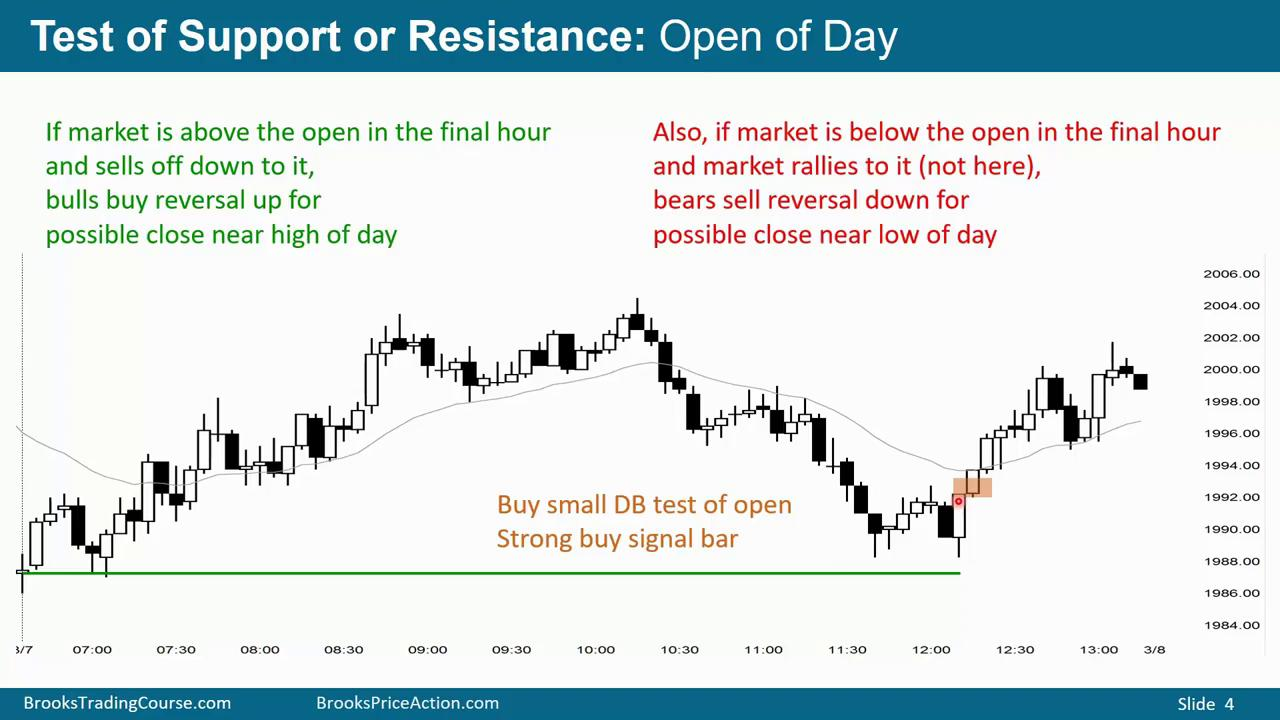 Test of Support or Resistance: Open of Day
If market is above the open in the final hour
and sells off down to it,
bulls buy reversal up for
possible close near high of day
Also, if market is below the open in the final hour
and market rallies to it (not here),
bears sell reversal down for
possible close near low of day
2006.00
2004.00
2002.00
2000.00
1998.00
1996.00
1994.00
1992.00
1990.00
1988.00
1986.00
1984.00
Buy small DB test of open
Strong buy signal bar
3/7 07:00 07:30 08:00 08:30 09:00 09:30 10:00 10:30 11:00 11:30 12:00 12:30 13:00 3/8
BrooksTradingCourse.com BrooksPriceAction.com Slide 4